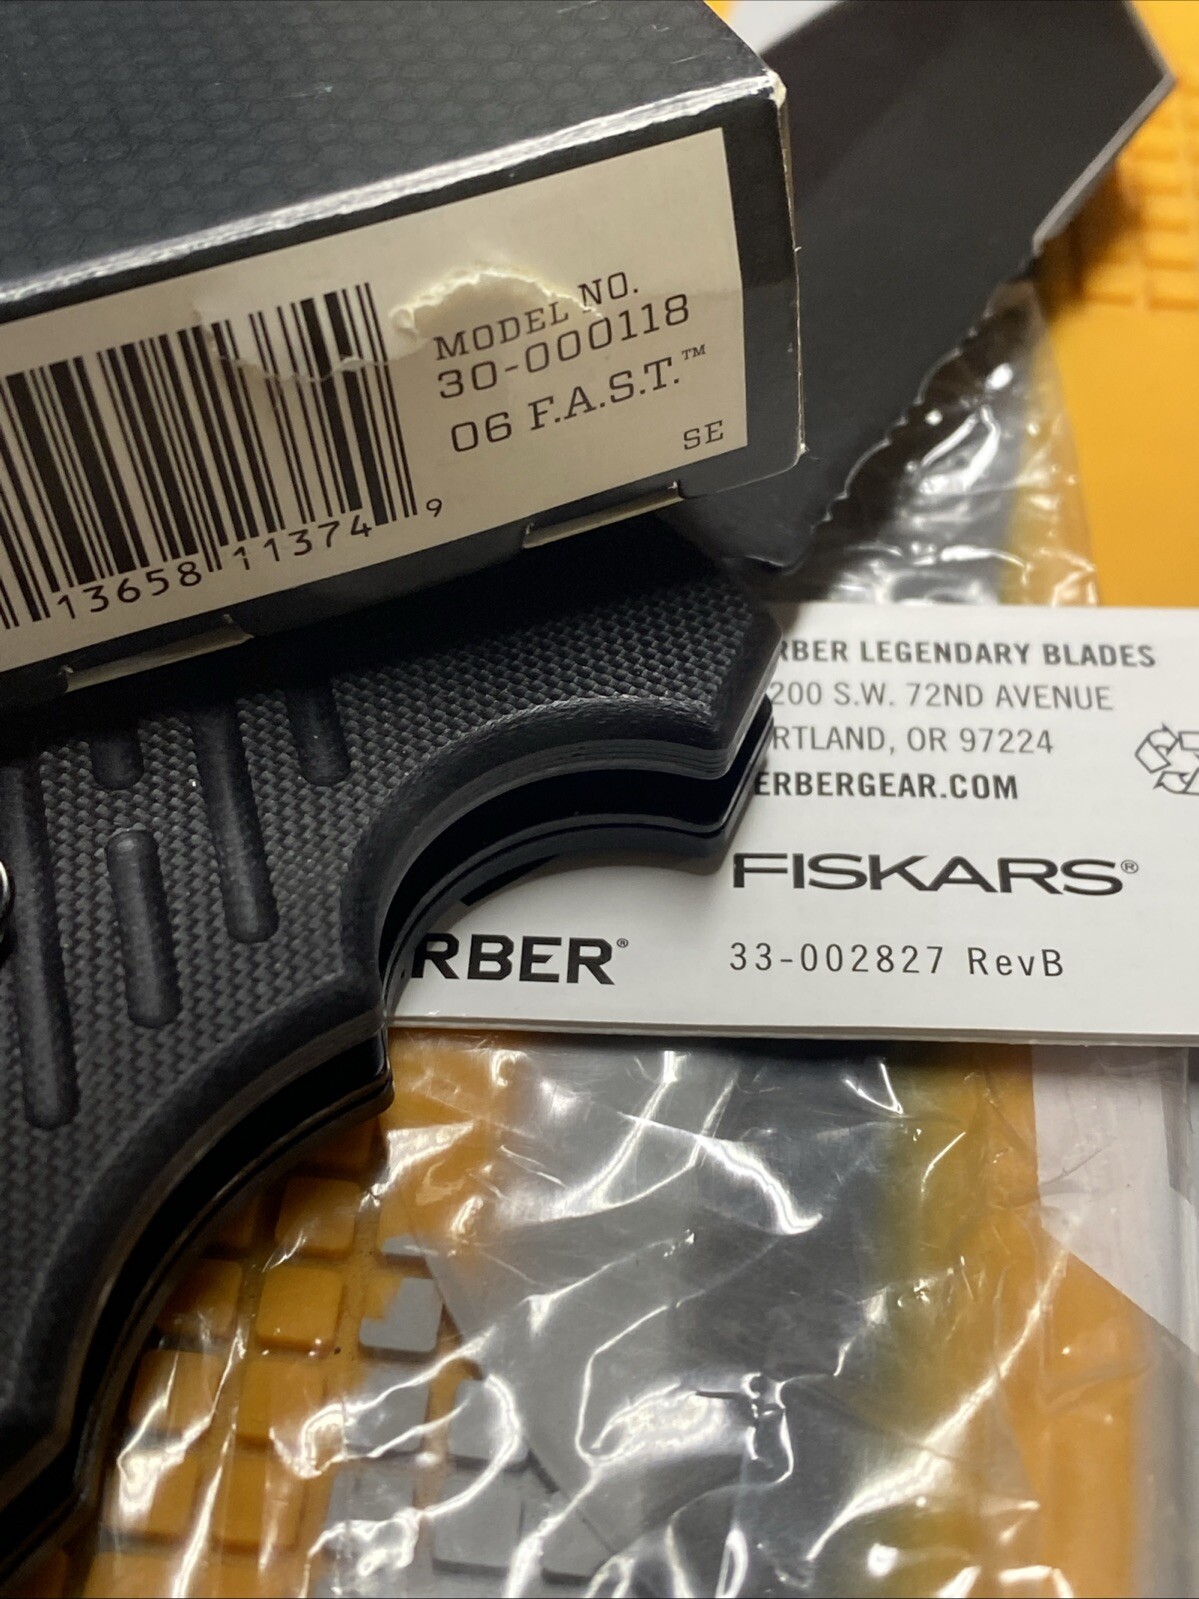 MODEL NO.
30-000118
06 F.A.S.T.™
SE
13658 11374 9
RBER LEGENDARY BLADES
200 S.W. 72ND AVENUE
RTLAND, OR 97224
ERBERGEAR.COM
FISKARS®
RBER®
33-002827 RevB